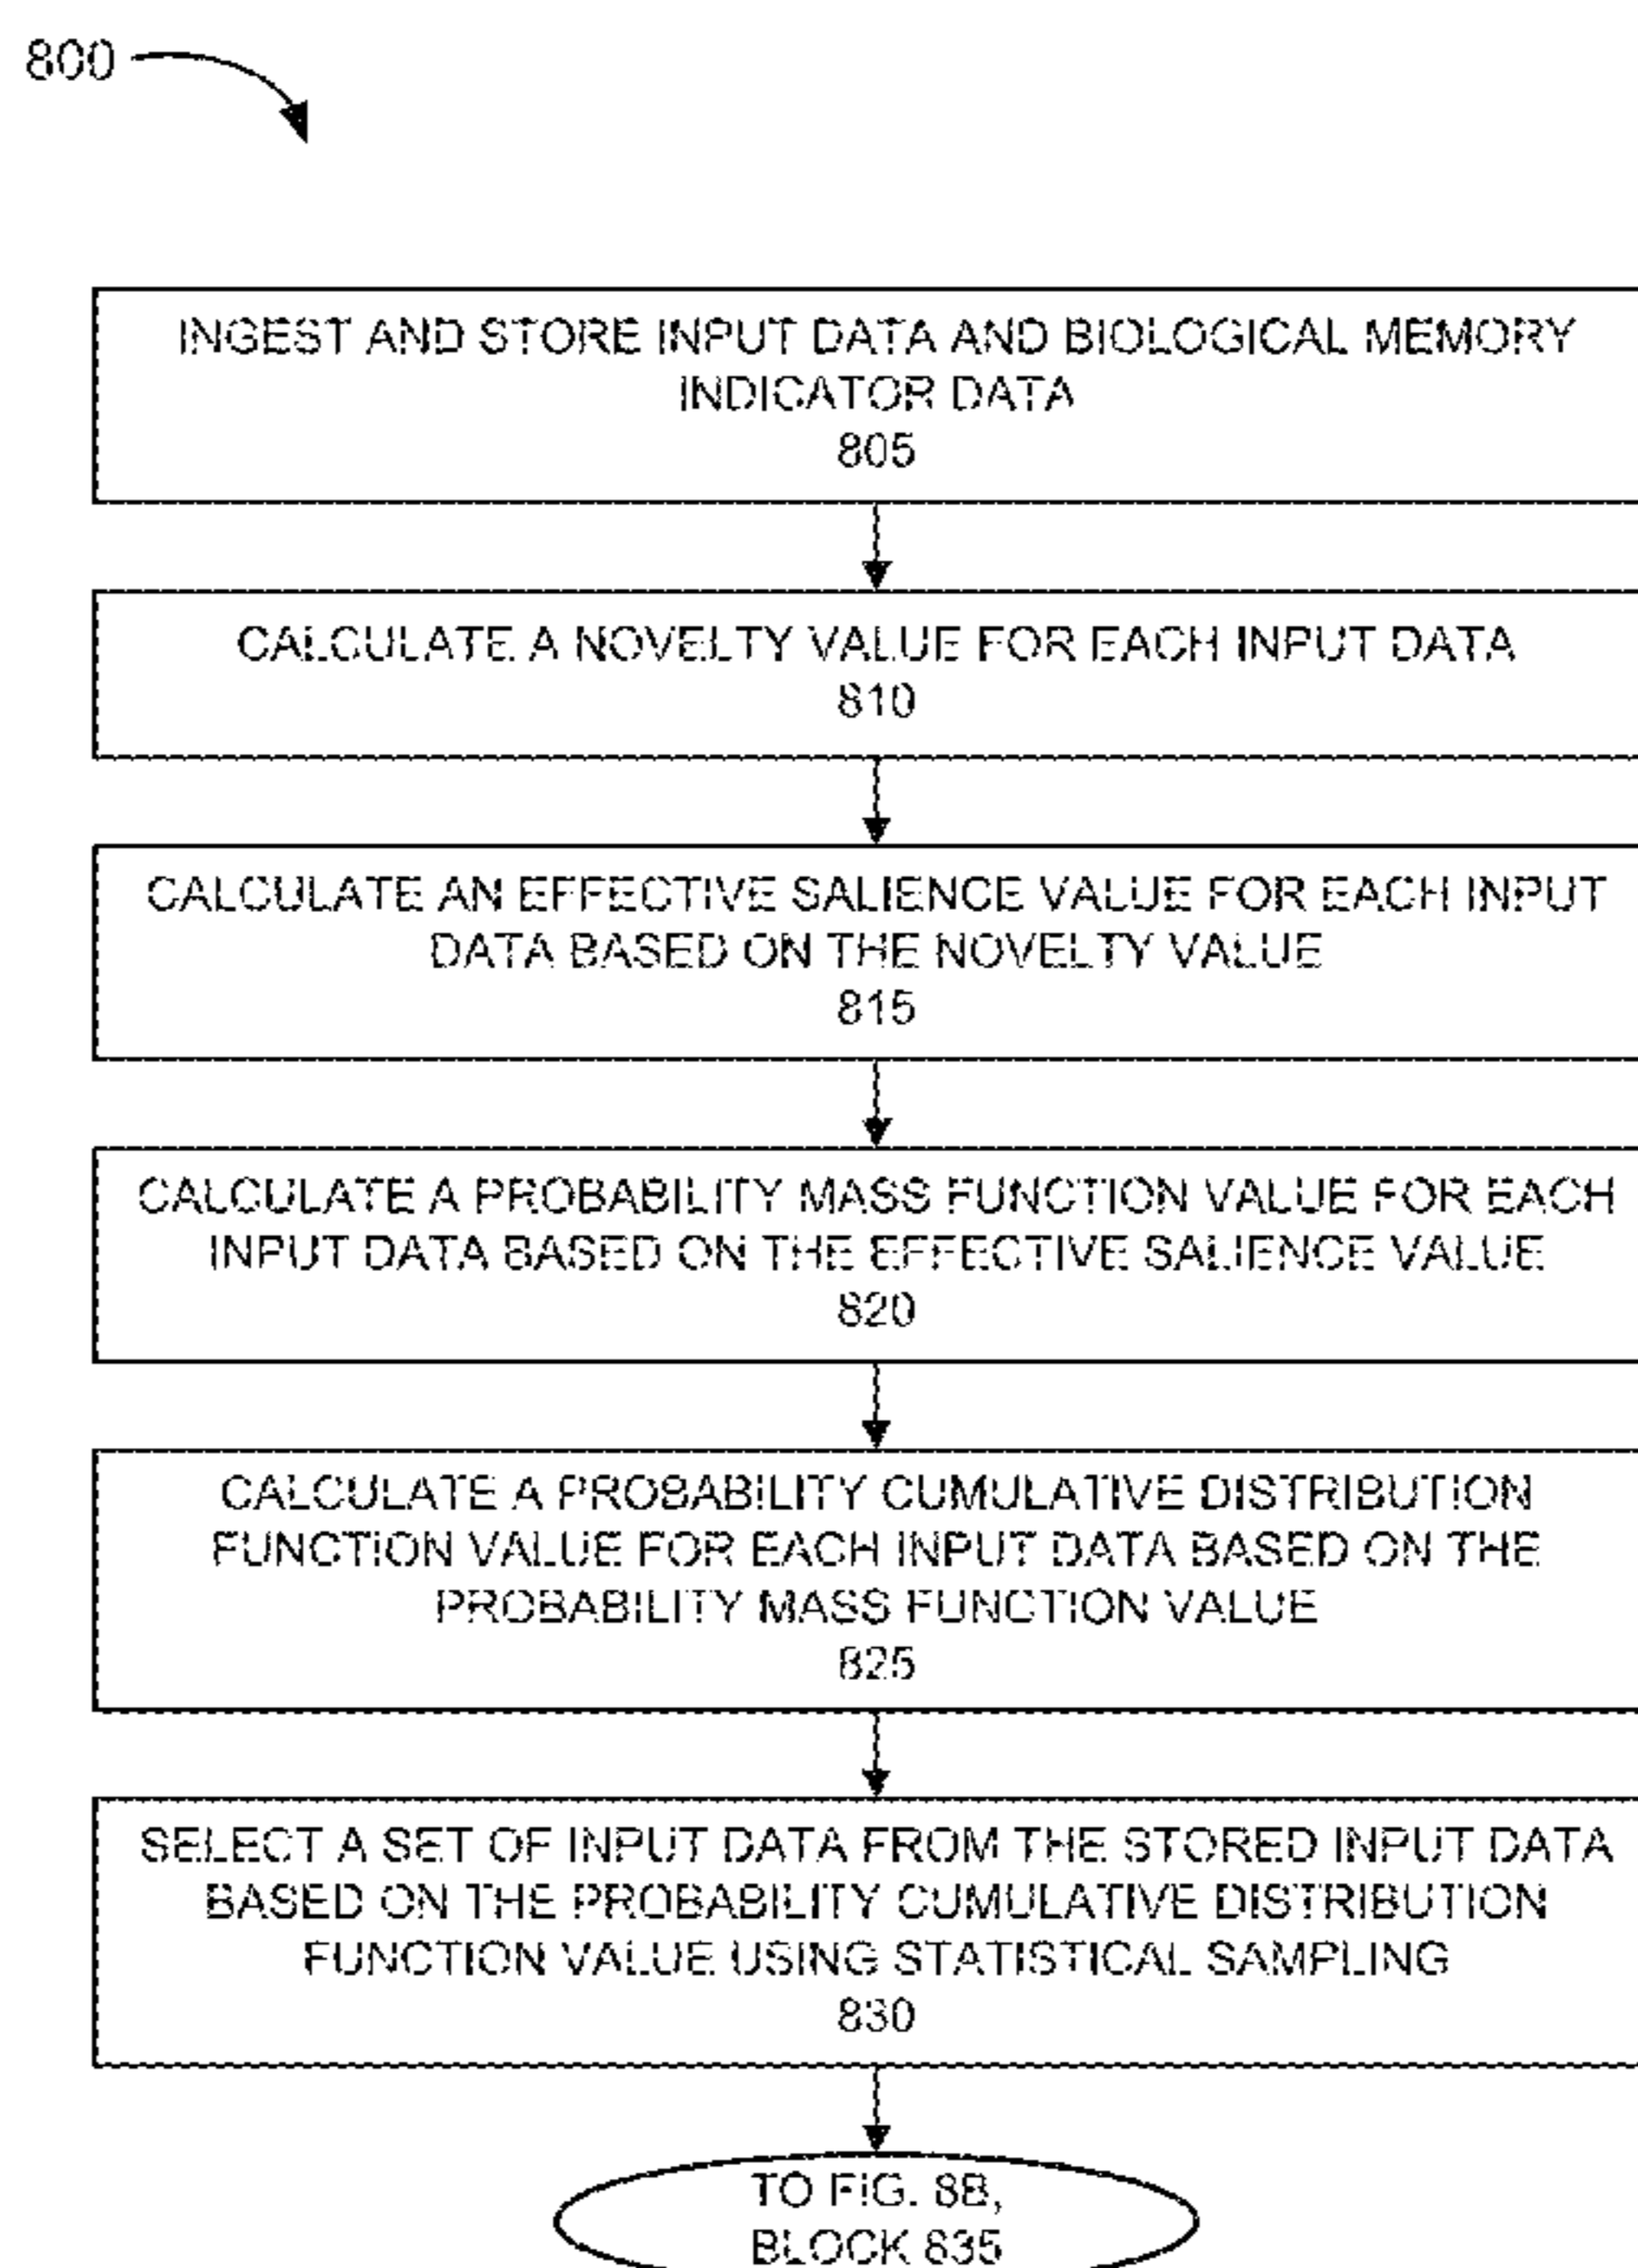 800
INGEST AND STORE INPUT DATA AND BIOLOGICAL MEMORY
INDICATOR DATA
805
CALCULATE A NOVELTY VALUE FOR EACH INPUT DATA
810
CALCULATE AN EFFECTIVE SALIENCE VALUE FOR EACH INPUT
DATA BASED ON THE NOVELTY VALUE
815
CALCULATE A PROBABILITY MASS FUNCTION VALUE FOR EACH
INPUT DATA BASED ON THE EFFECTIVE SALIENCE VALUE
820
CALCULATE A PROBABILITY CUMULATIVE DISTRIBUTION
FUNCTION VALUE FOR EACH INPUT DATA BASED ON THE
PROBABILITY MASS FUNCTION VALUE
825
SELECT A SET OF INPUT DATA FROM THE STORED INPUT DATA
BASED ON THE PROBABILITY CUMULATIVE DISTRIBUTION
FUNCTION VALUE USING STATISTICAL SAMPLING
830
TO FIG. 8B,
BLOCK 835